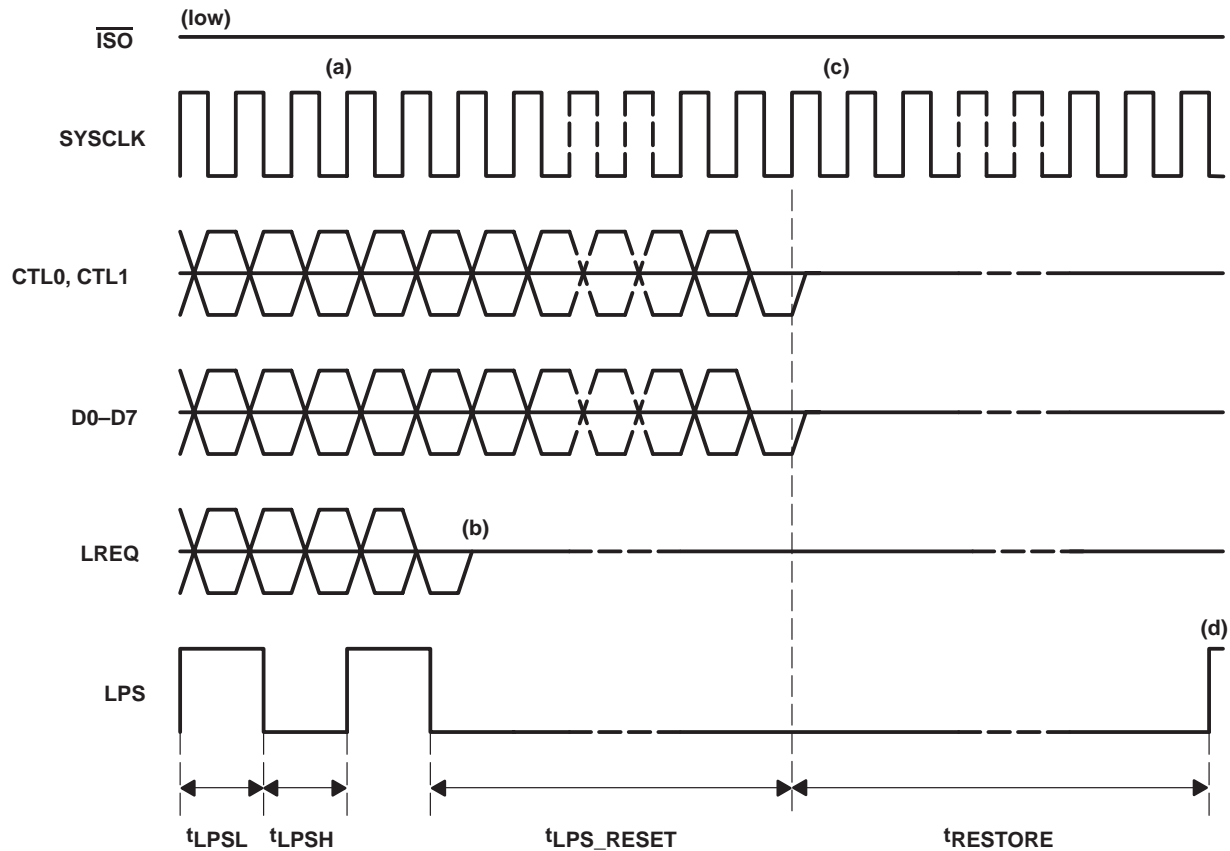 (low)
ISO
(a)
(c)
SYSCLK
CTL0, CTL1
D0–D7
(b)
LREQ
(d)
LPS
tLPSL
tLPSH
tLPS_RESET
tRESTORE